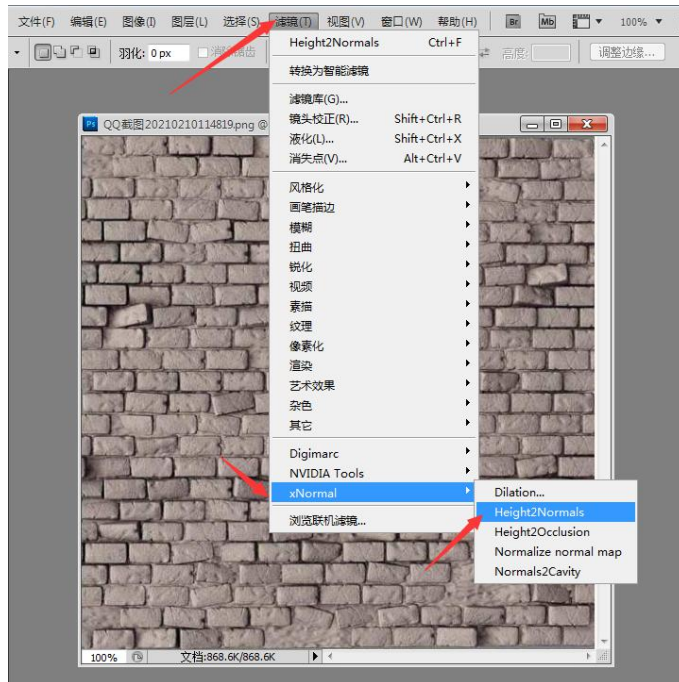 文件(F) 编辑(E) 图像(I) 图层(L) 选择(S) 滤镜(T) 视图(V) 窗口(W) 帮助(H) Br Mb 100%
羽化: 0 px 消除锯齿 高度: 调整边缘...
Height2Normals Ctrl+F
转换为智能滤镜
滤镜库(G)...
镜头校正(R)... Shift+Ctrl+R
液化(L)... Shift+Ctrl+X
消失点(V)... Alt+Ctrl+V
风格化
画笔描边
模糊
扭曲
锐化
视频
素描
纹理
像素化
渲染
艺术效果
杂色
其它
Digimarc
NVIDIA Tools
xNormal
浏览联机滤镜...
Dilation...
Height2Normals
Height2Occlusion
Normalize normal map
Normals2Cavity
Ps QQ截图20210210114819.png @
100% 文档:868.6K/868.6K